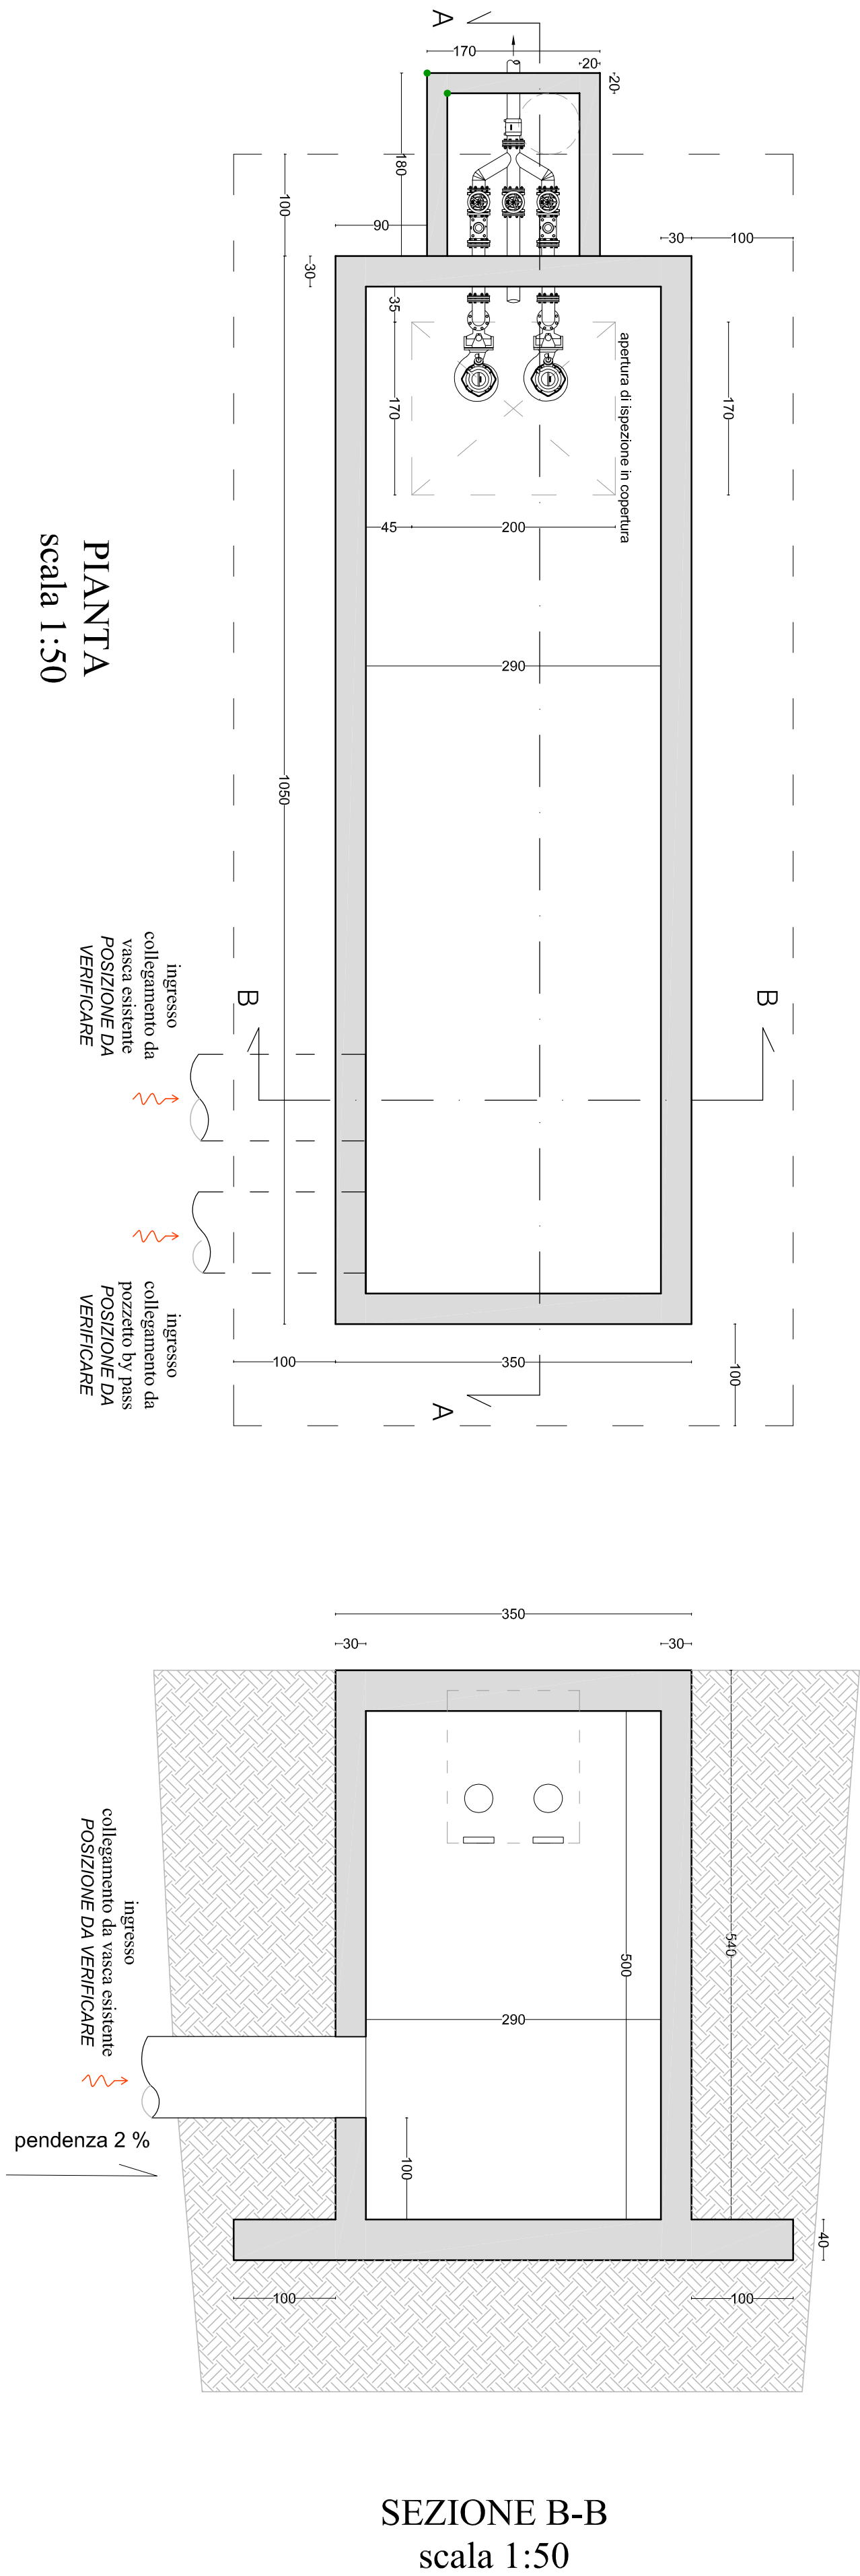 A
170
20
20
180
100
90
30
100
30
35
170
170
apertura di ispezione in copertura
45
200
290
PIANTA
scala 1:50
1050
B
B
ingresso
collegamento da
vasca esistente
POSIZIONE DA
VERIFICARE
ingresso
collegamento da
pozzetto by pass
POSIZIONE DA
VERIFICARE
100
350
100
A
350
30
30
540
500
290
ingresso
collegamento da vasca esistente
POSIZIONE DA VERIFICARE
pendenza 2 %
100
40
100
100
SEZIONE B-B
scala 1:50